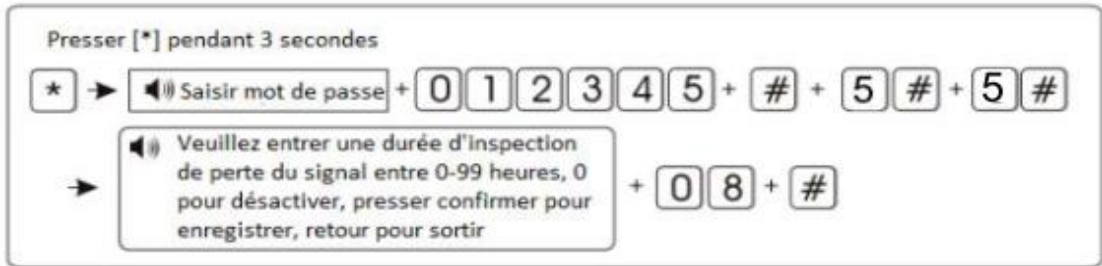 Presser [*] pendant 3 secondes
* Saisir mot de passe + 0 1 2 3 4 5 + # + 5 # + 5 #
Veuillez entrer une durée d'inspection
de perte du signal entre 0-99 heures, 0
pour désactiver, presser confirmer pour
enregistrer, retour pour sortir
+ 0 8 + #